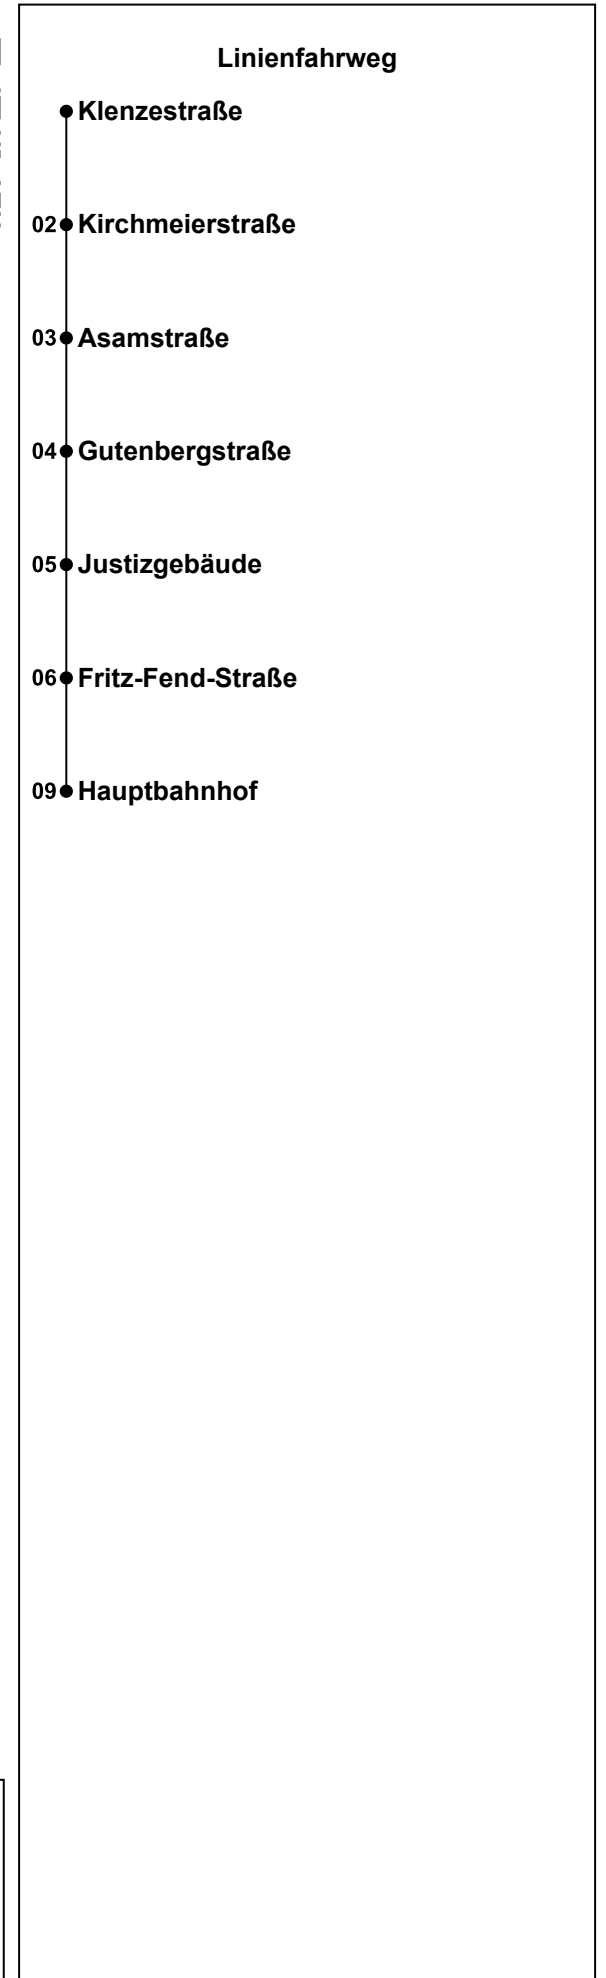 Linienfahrweg
Klenzestraße
02 Kirchmeierstraße
03 Asamstraße
04 Gutenbergstraße
05 Justizgebäude
06 Fritz-Fend-Straße
09 Hauptbahnhof